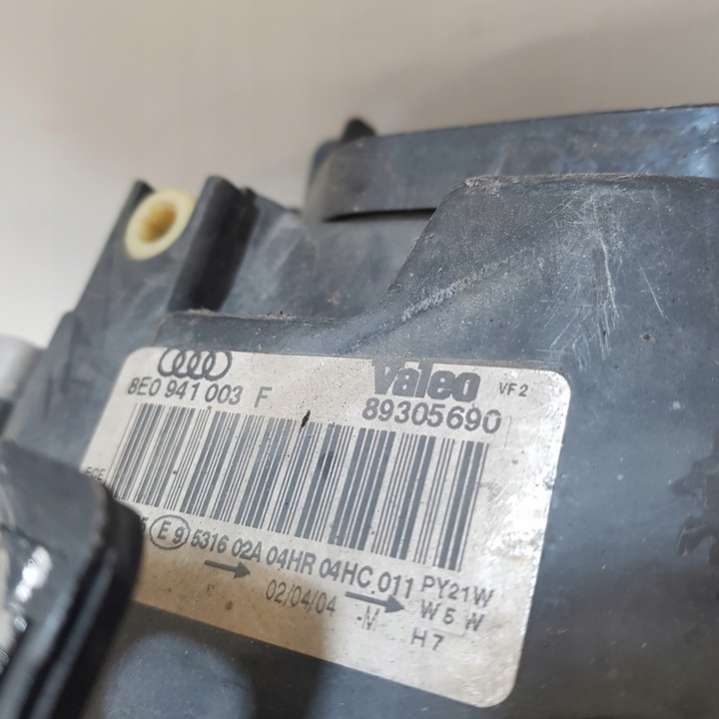 Valeo VF2
8E0 941 003 F 89305690
E9 5316 02A 04HR 04HC 011 PY21W
02/04/04 W5W
H7